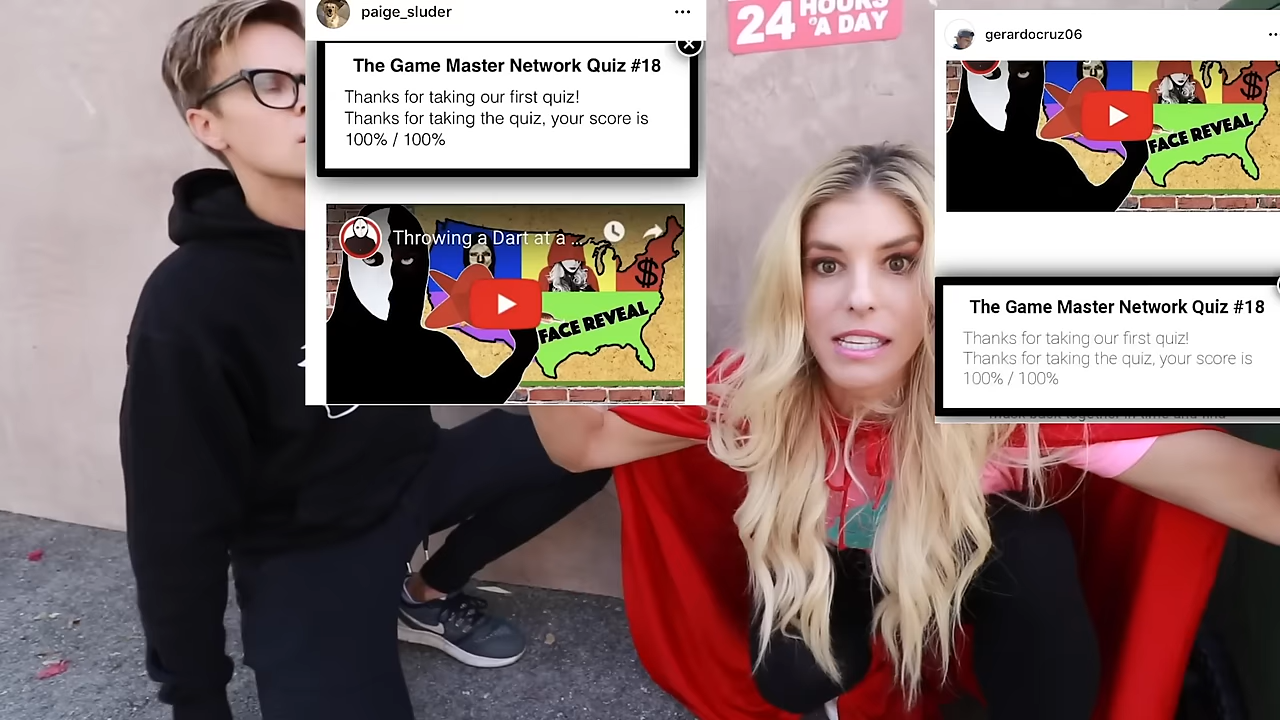 paige_sluder
The Game Master Network Quiz #18
Thanks for taking our first quiz!
Thanks for taking the quiz, your score is
100% / 100%
Throwing a Dart at a ...
$
FACE REVEAL
24 HOURS
A DAY
gerardocruz06
$
FACE REVEAL
The Game Master Network Quiz #18
Thanks for taking our first quiz!
Thanks for taking the quiz, your score is
100% / 100%